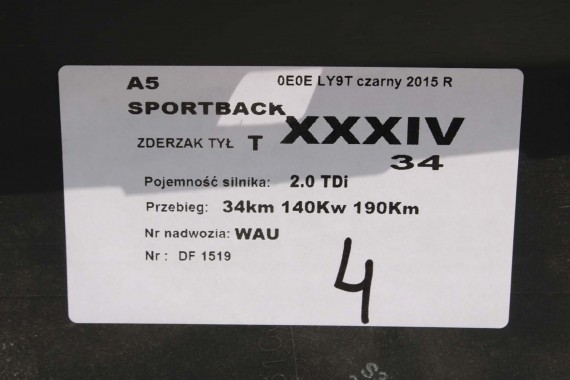 A5 0E0E LY9T czarny 2015 R
SPORTBACK
ZDERZAK TYŁ T XXXIV
34
Pojemność silnika: 2.0 TDi
Przebieg: 34km 140Kw 190Km
Nr nadwozia: WAU
Nr : DF 1519
4